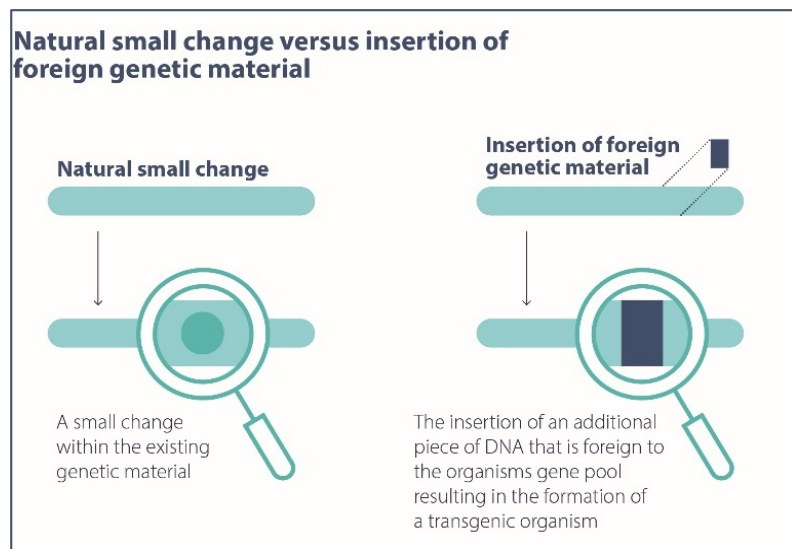 Natural small change versus insertion of
foreign genetic material
Natural small change
A small change
within the existing
genetic material
Insertion of foreign
genetic material
The insertion of an additional
piece of DNA that is foreign to
the organisms gene pool
resulting in the formation of
a transgenic organism